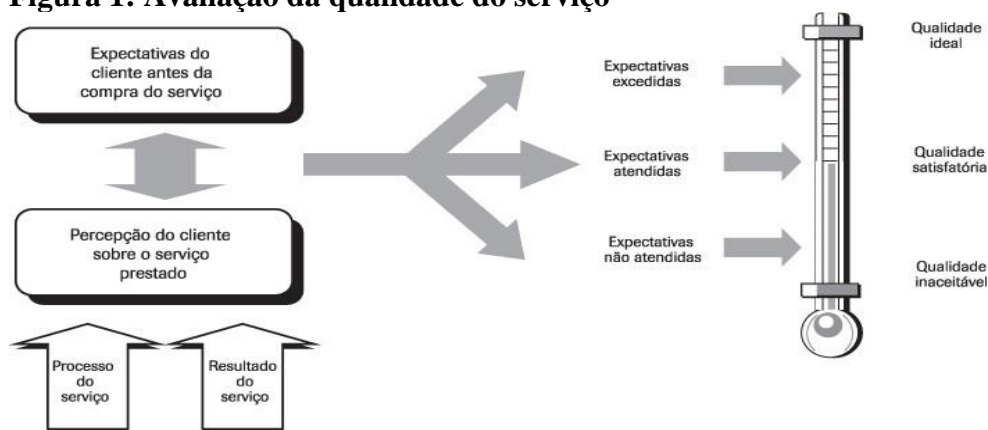 Figura 1: Avaliação da qualidade do serviço
Expectativas do
cliente antes da
compra do serviço
Percepção do cliente
sobre o serviço
prestado
Processo
do
serviço
Resultado
do
serviço
Expectativas
excedidas
Expectativas
atendidas
Expectativas
não atendidas
Qualidade
ideal
Qualidade
satisfatória
Qualidade
inaceitável